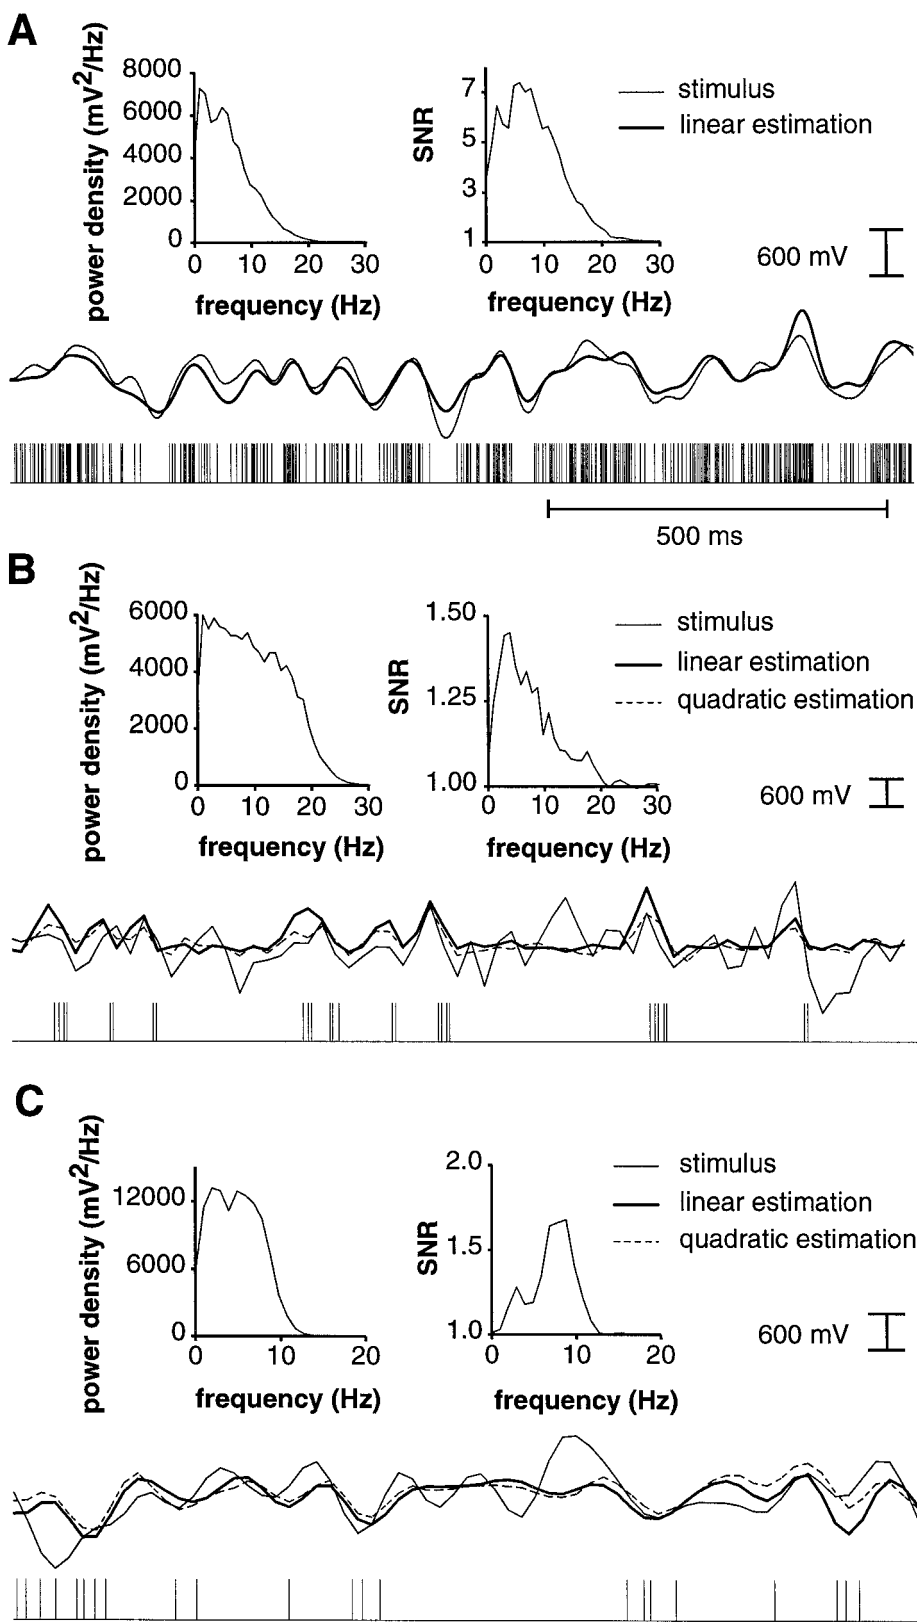 A
power density (mV2/Hz)
8000
6000
4000
2000
0
0 10 20 30
frequency (Hz)
SNR
7
5
3
1
0 10 20 30
frequency (Hz)
stimulus
linear estimation
600 mV
500 ms
B
power density (mV2/Hz)
6000
4000
2000
0
0 10 20 30
frequency (Hz)
SNR
1.50
1.25
1.00
0 10 20 30
frequency (Hz)
stimulus
linear estimation
quadratic estimation
600 mV
C
power density (mV2/Hz)
12000
6000
0
0 10 20
frequency (Hz)
SNR
2.0
1.5
1.0
0 10 20
frequency (Hz)
stimulus
linear estimation
quadratic estimation
600 mV